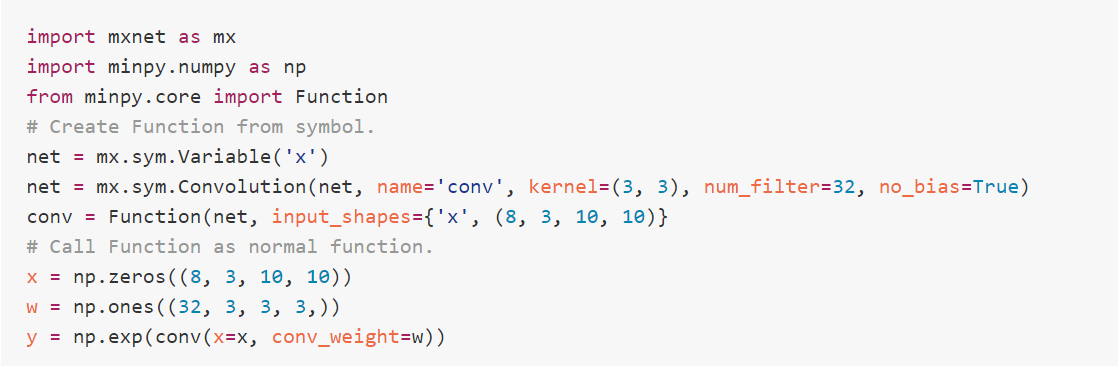 import mxnet as mx
import minpy.numpy as np
from minpy.core import Function
# Create Function from symbol.
net = mx.sym.Variable('x')
net = mx.sym.Convolution(net, name='conv', kernel=(3, 3), num_filter=32, no_bias=True)
conv = Function(net, input_shapes={'x', (8, 3, 10, 10)}
# Call Function as normal function.
x = np.zeros((8, 3, 10, 10))
w = np.ones((32, 3, 3, 3,))
y = np.exp(conv(x=x, conv_weight=w))